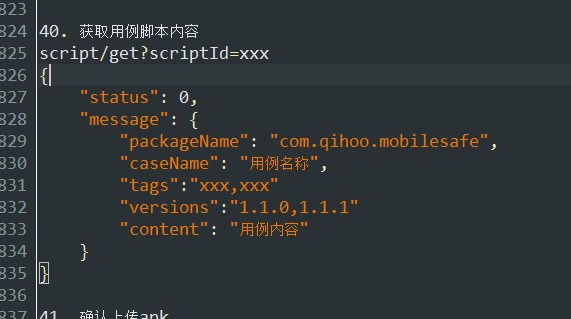 823
824 40. 获取用例脚本内容
825 script/get?scriptId=xxx
826 {
827 "status": 0,
828 "message": {
829 "packageName": "com.qihoo.mobilesafe",
830 "caseName": "用例名称",
831 "tags":"xxx,xxx"
832 "versions":"1.1.0,1.1.1"
833 "content": "用例内容"
834 }
835 }
836
837 41. 确认上传apk